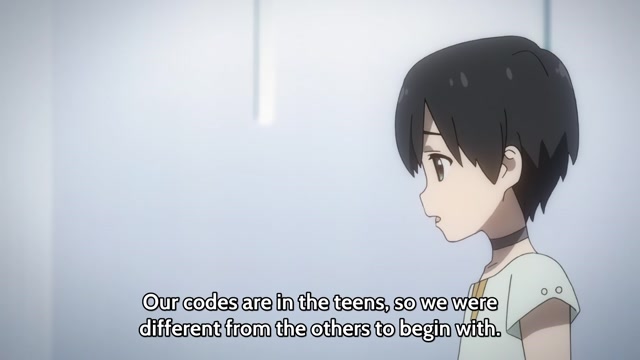 Our codes are in the teens, so we were
different from the others to begin with.